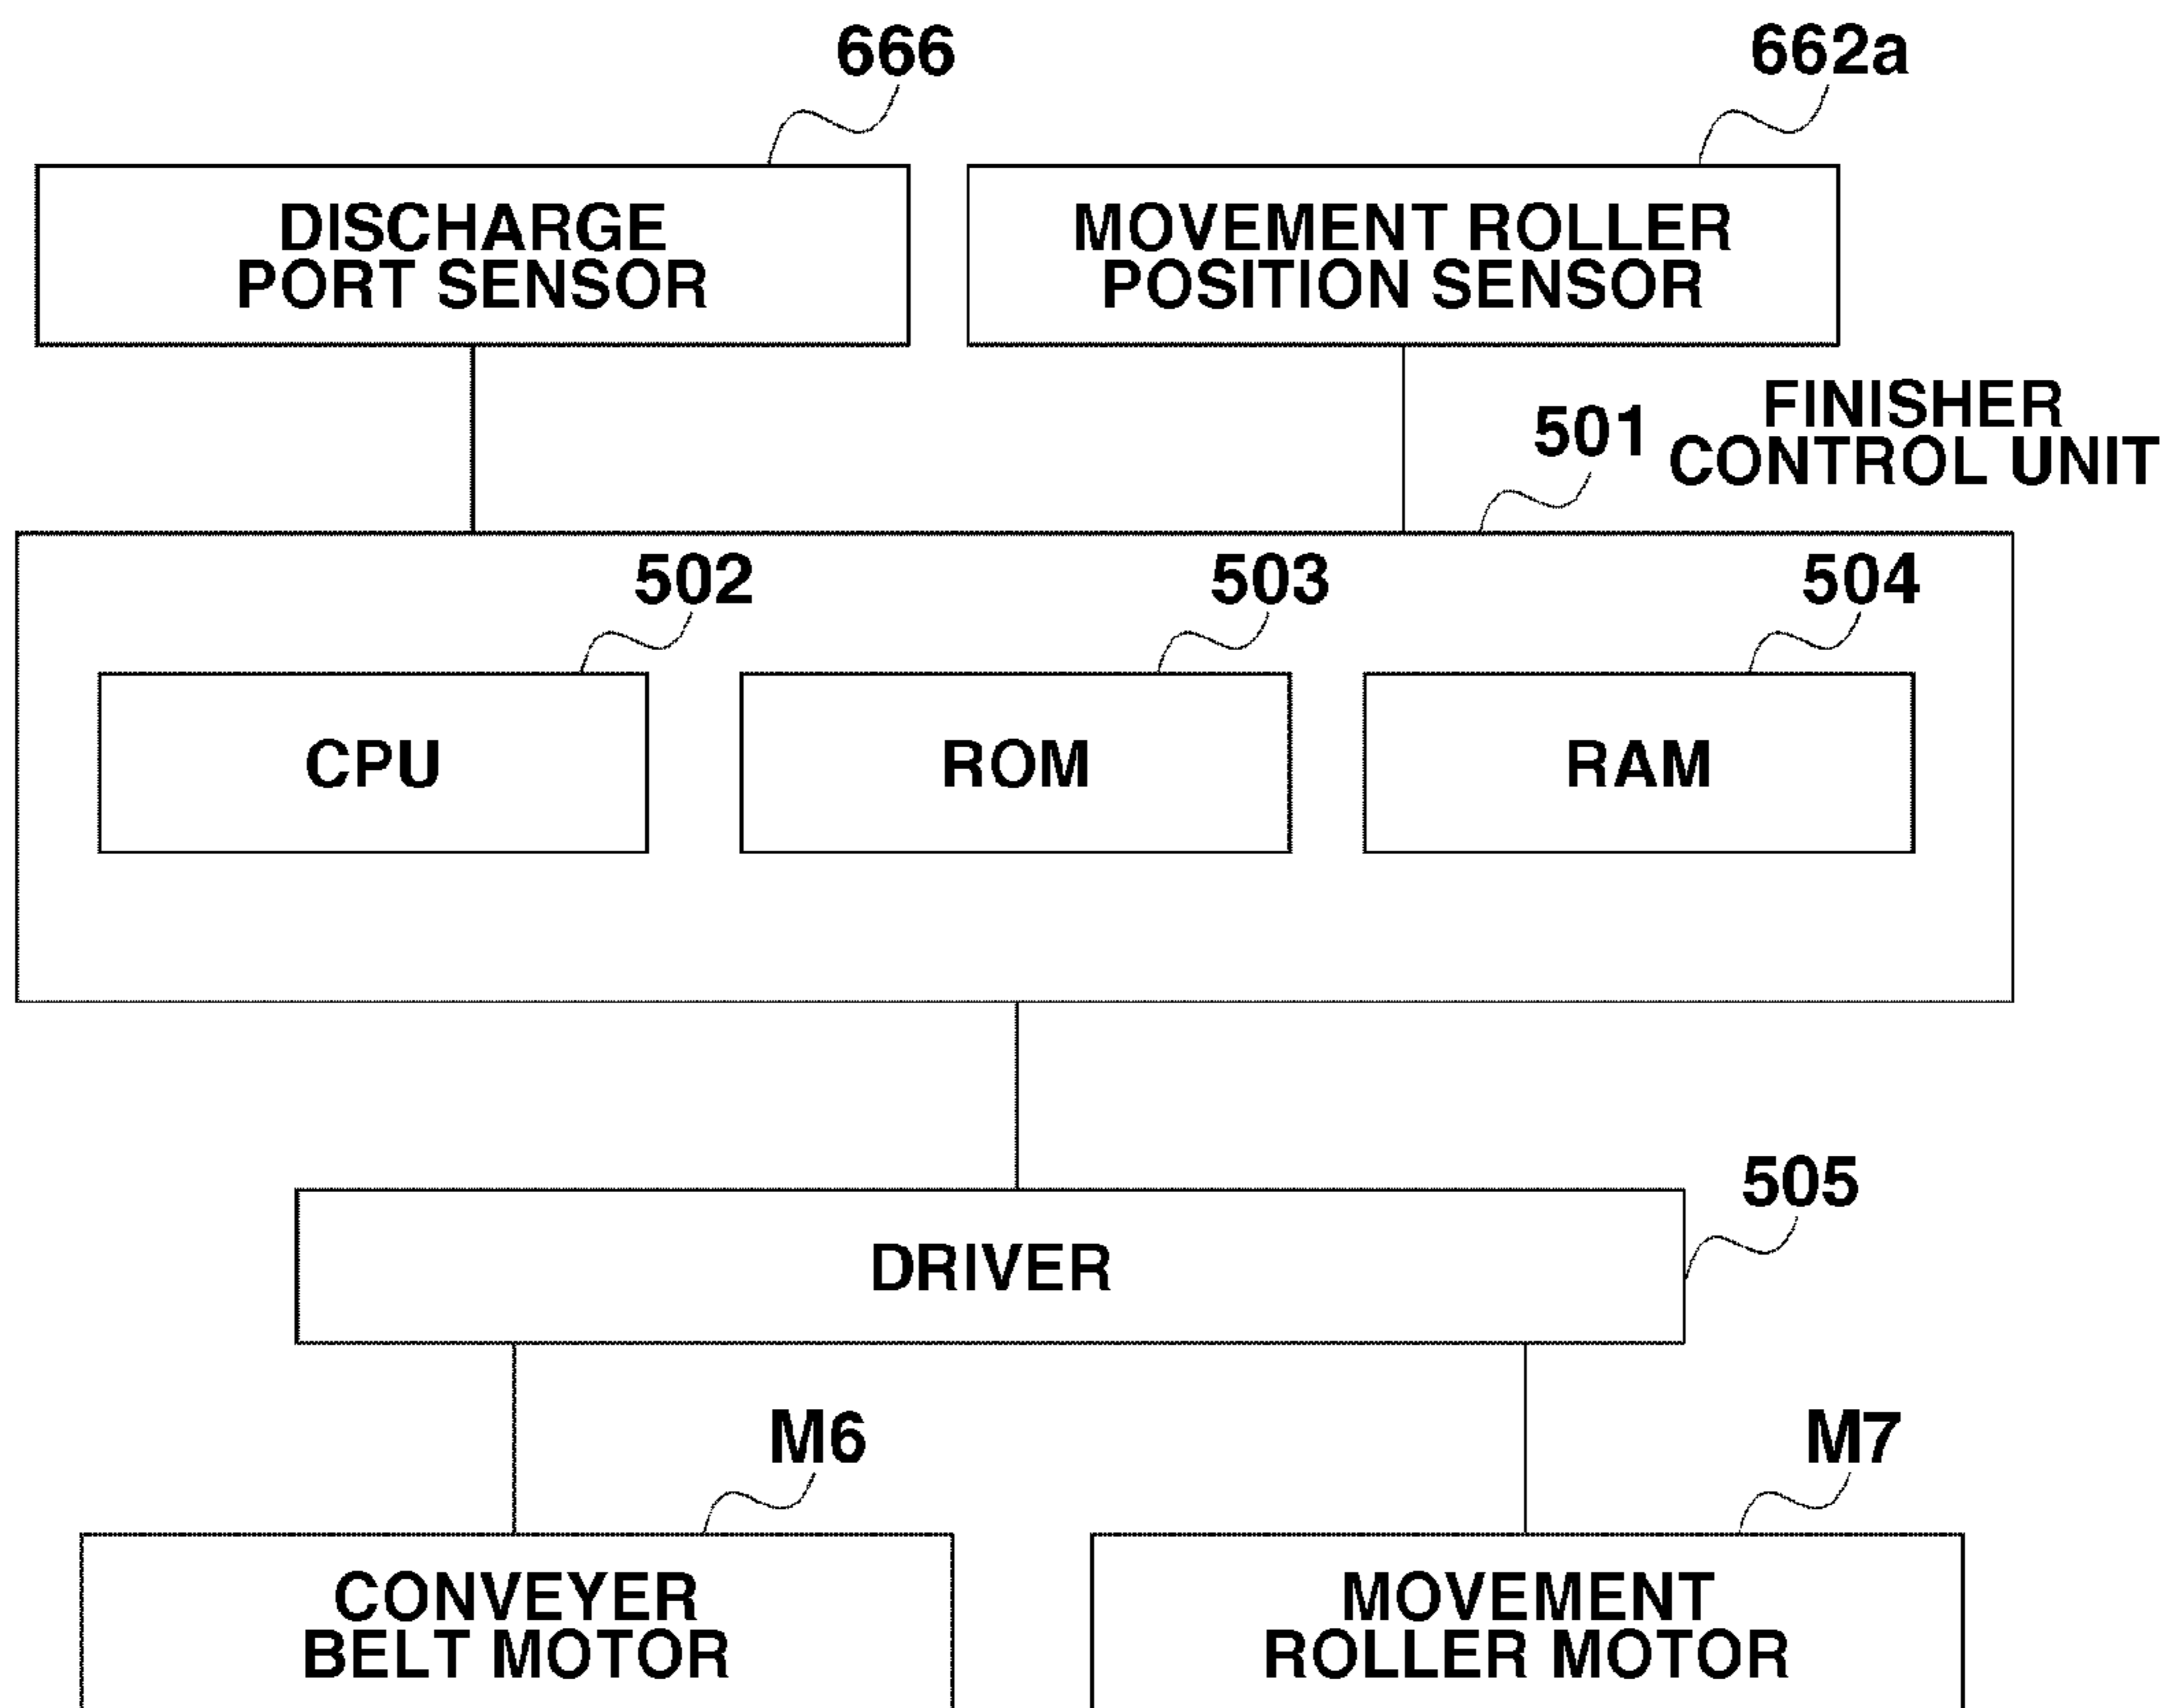 666
662a
DISCHARGE
PORT SENSOR
MOVEMENT ROLLER
POSITION SENSOR
501
FINISHER
CONTROL UNIT
502
503
504
CPU
ROM
RAM
505
DRIVER
M6
M7
CONVEYER
BELT MOTOR
MOVEMENT
ROLLER MOTOR